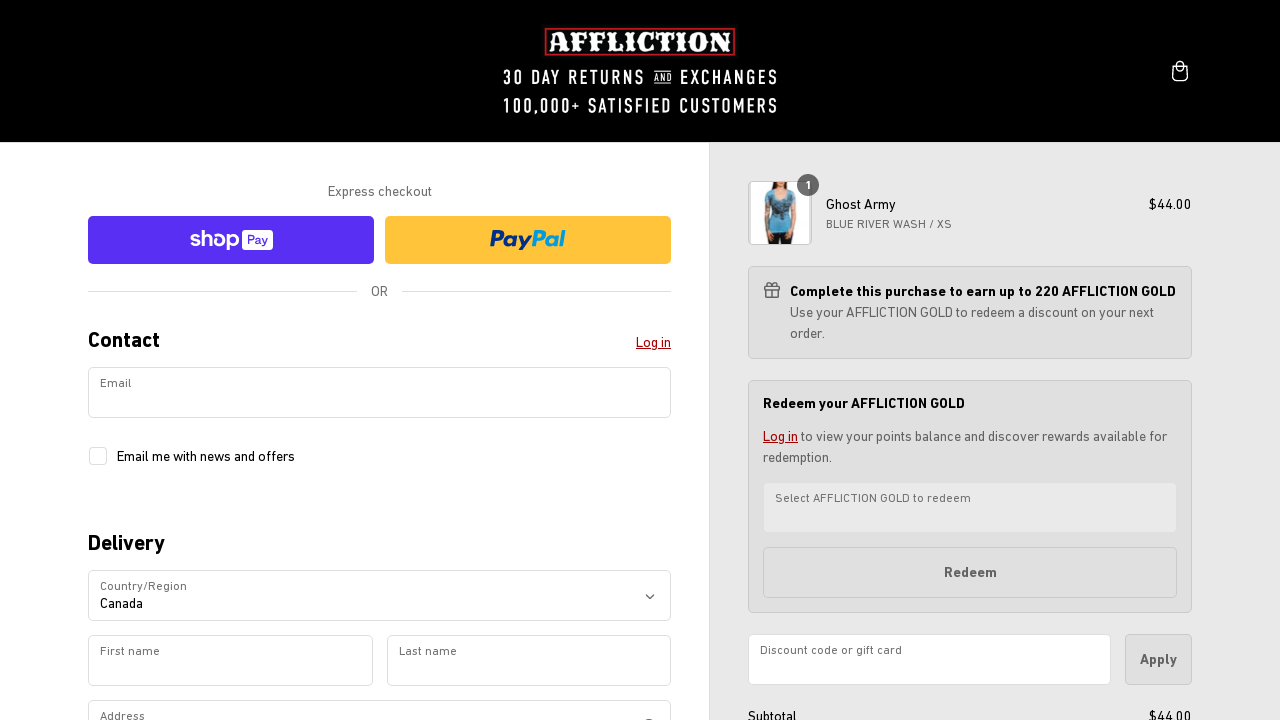 AFFLICTION
30 DAY RETURNS AND EXCHANGES
100,000+ SATISFIED CUSTOMERS
Express checkout
shop Pay
PayPal
OR
Contact
Log in
Email
Email me with news and offers
Delivery
Country/Region
Canada
First name
Last name
Address
1
Ghost Army
$44.00
BLUE RIVER WASH / XS
Complete this purchase to earn up to 220 AFFLICTION GOLD
Use your AFFLICTION GOLD to redeem a discount on your next
order.
Redeem your AFFLICTION GOLD
Log in to view your points balance and discover rewards available for
redemption.
Select AFFLICTION GOLD to redeem
Redeem
Discount code or gift card
Apply
Subtotal
$44.00